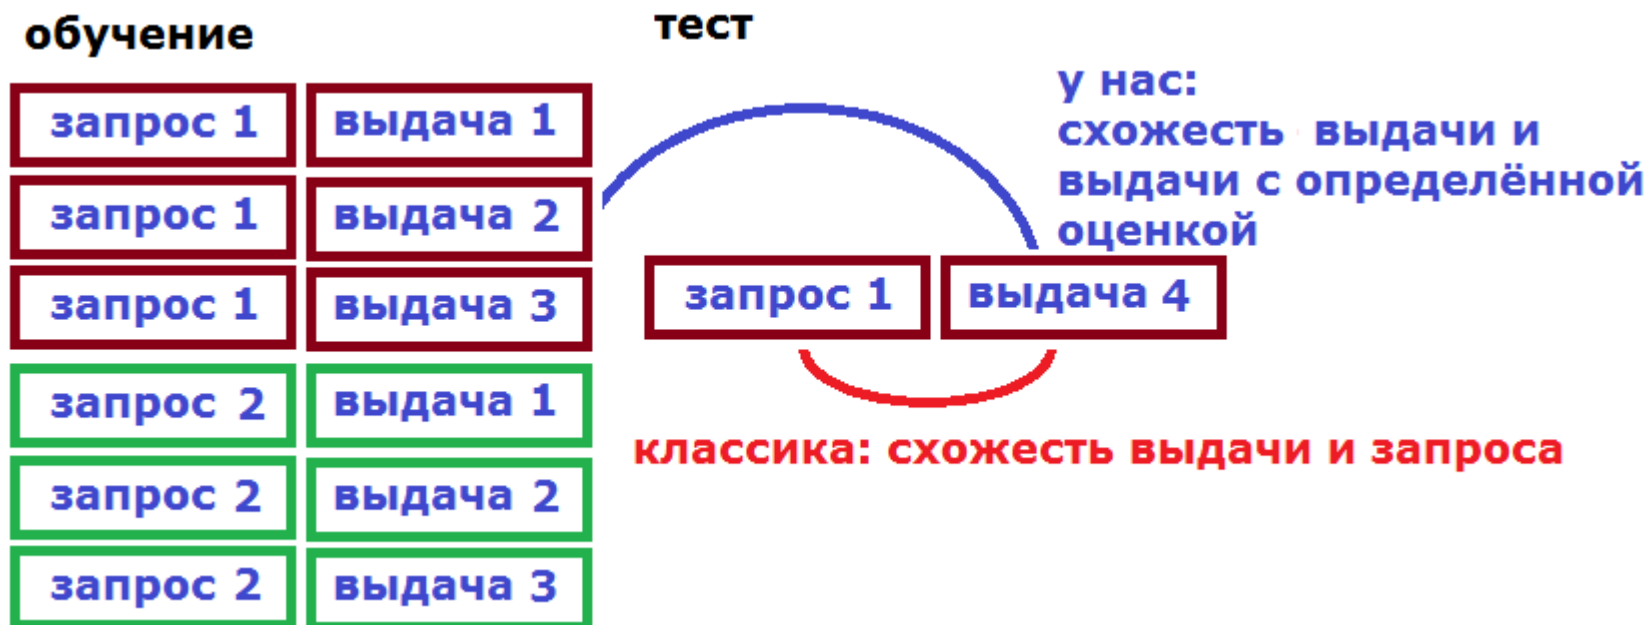 обучение
запрос 1 выдача 1
запрос 1 выдача 2
запрос 1 выдача 3
запрос 2 выдача 1
запрос 2 выдача 2
запрос 2 выдача 3
тест
у нас:
схожесть выдачи и
выдачи с определённой
оценкой
запрос 1 выдача 4
классика: схожесть выдачи и запроса